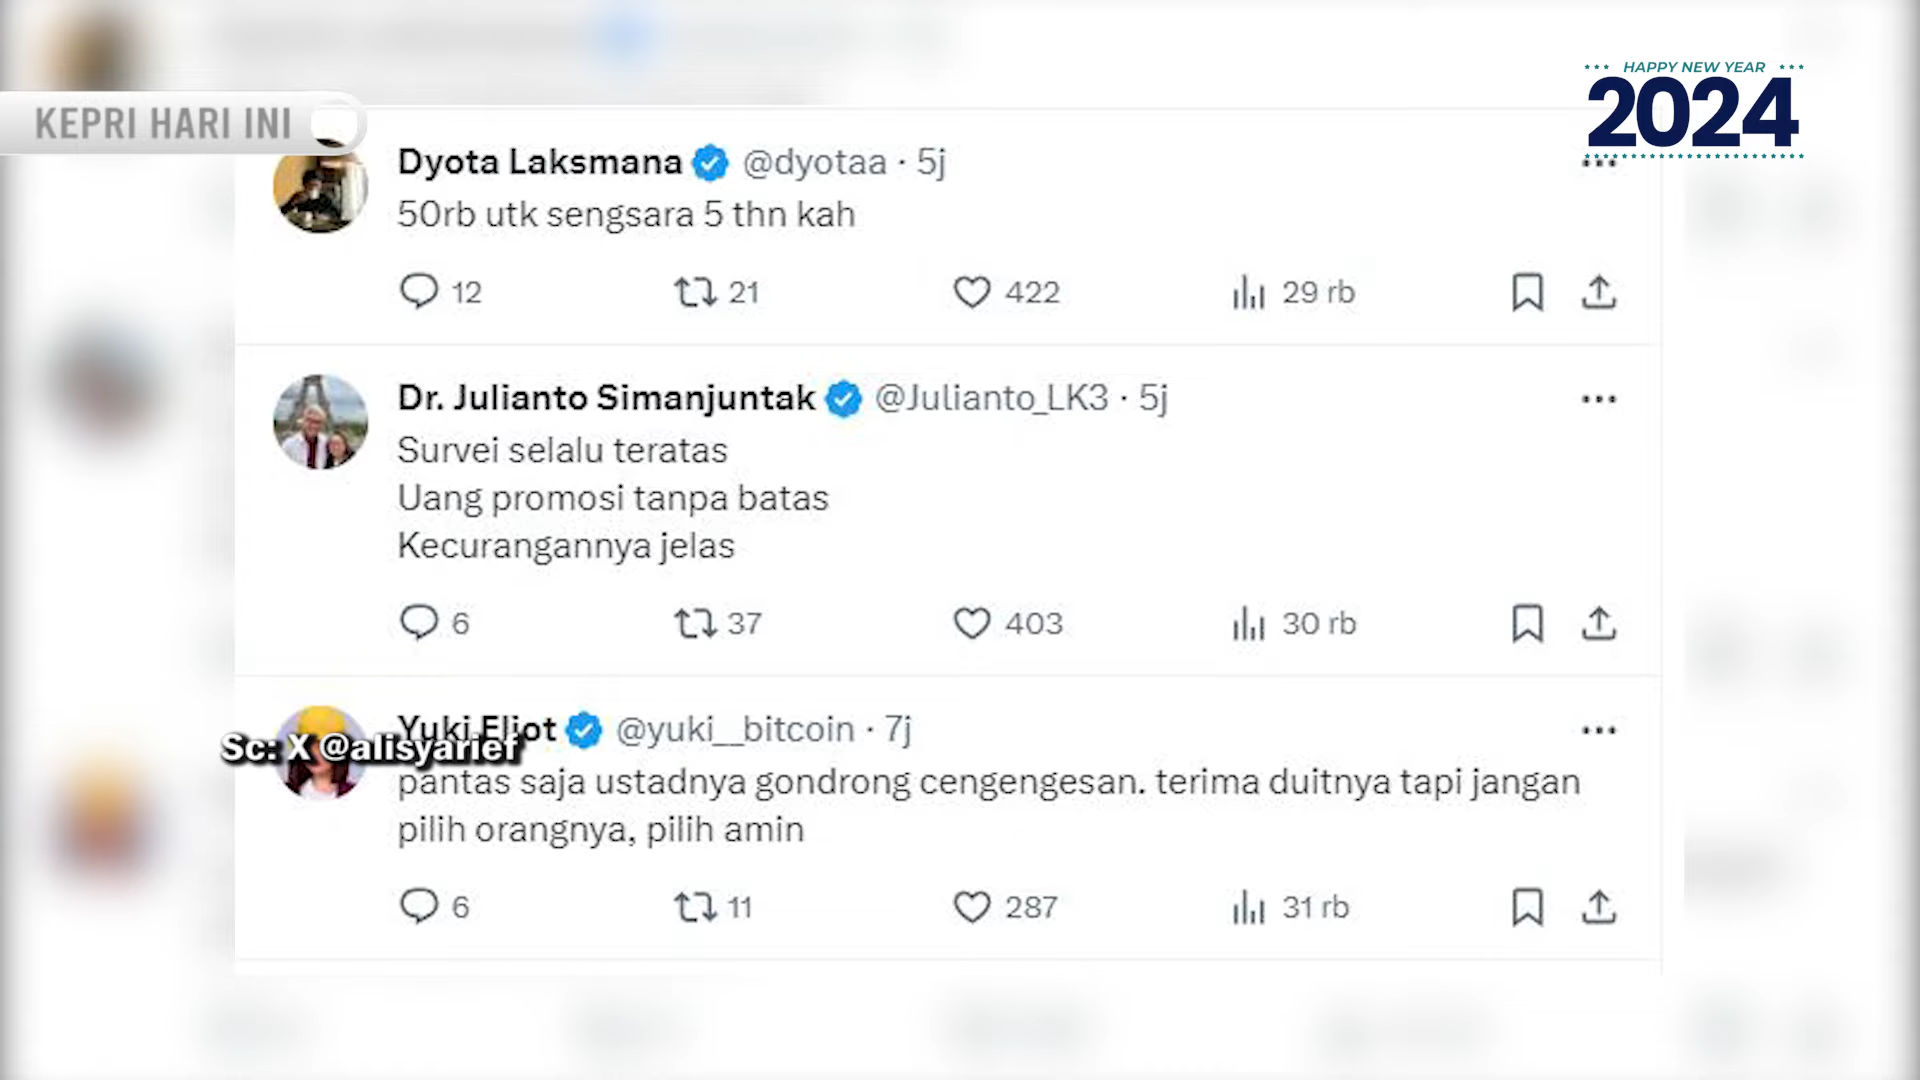 HAPPY NEW YEAR
2024
KEPRI HARI INI
Dyota Laksmana @dyotaa · 5j
50rb utk sengsara 5 thn kah
12 21 422 29 rb
Dr. Julianto Simanjuntak @Julianto_LK3 · 5j
Survei selalu teratas
Uang promosi tanpa batas
Kecurangannya jelas
6 37 403 30 rb
Yuki Eliot @yuki__bitcoin · 7j
Sc: X @alisyarief
pantas saja ustadnya gondrong cengengesan. terima duitnya tapi jangan
pilih orangnya, pilih amin
6 11 287 31 rb